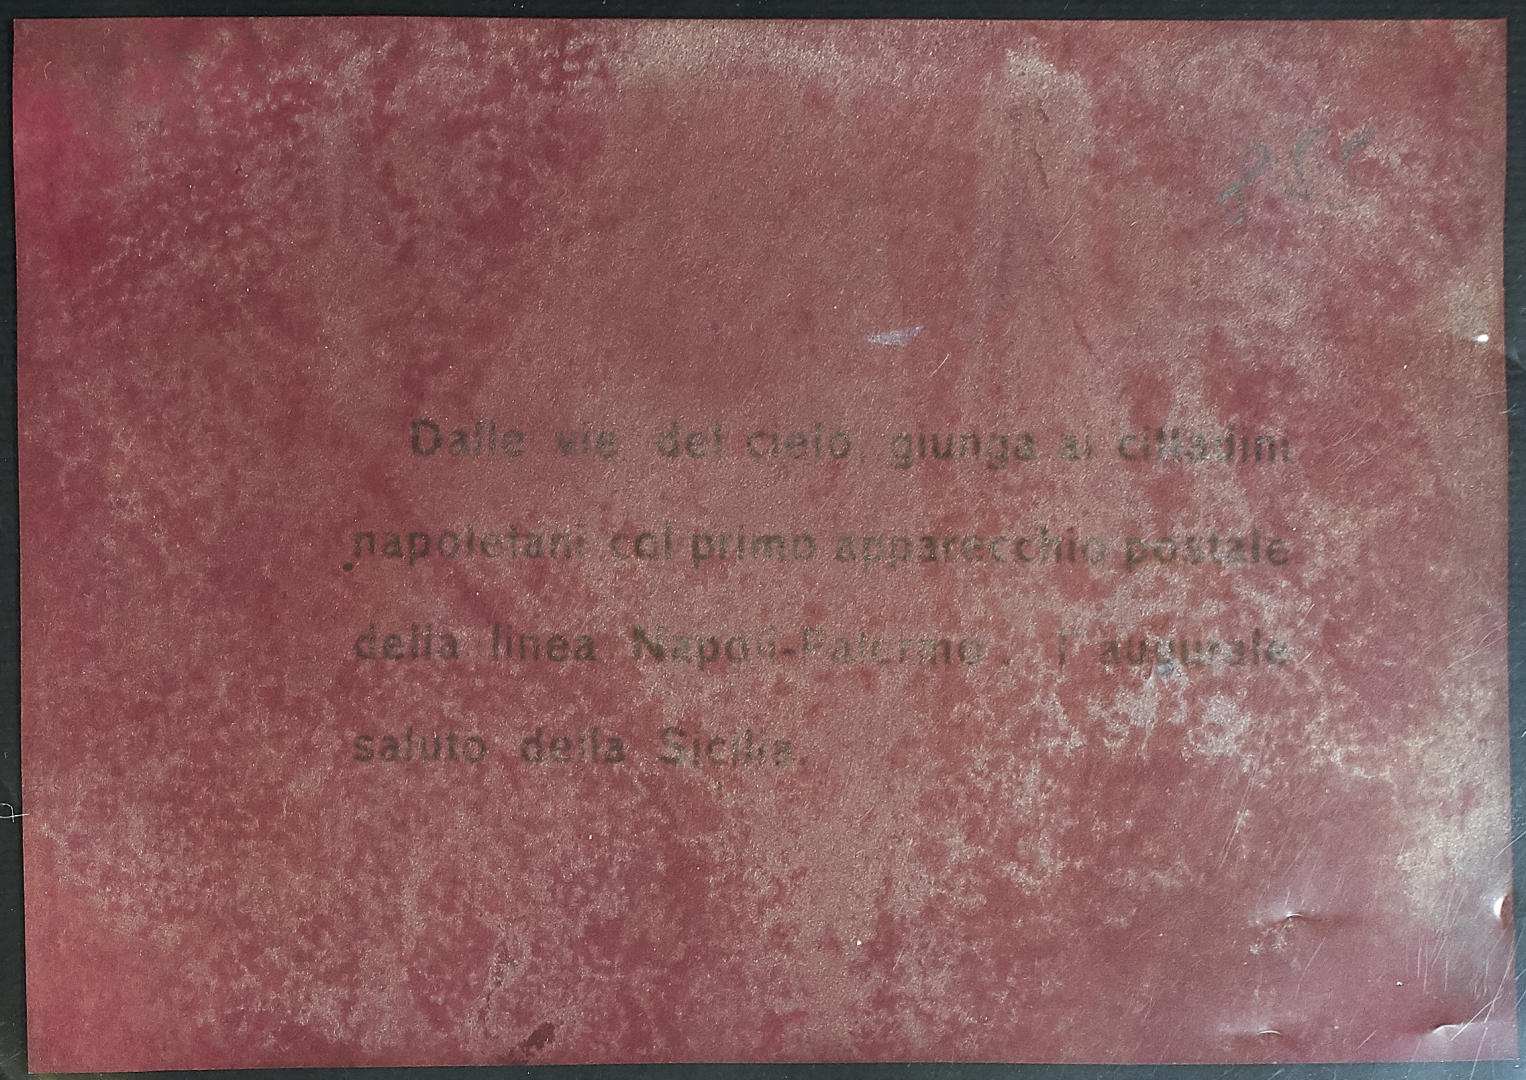 Dalle vie del cielo, giunga ai cittadini
napoletani col primo apparecchio postale
della linea Napoli-Palermo, l'augurale
saluto della Sicilia.